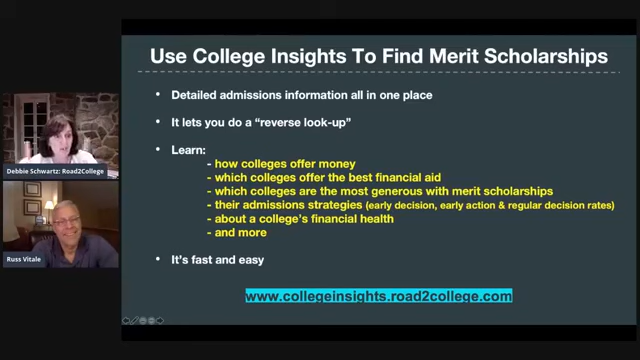 Use College Insights To Find Merit Scholarships
• Detailed admissions information all in one place
• It lets you do a “reverse look-up”
• Learn:
- how colleges offer money
- which colleges offer the best financial aid
- which colleges are the most generous with merit scholarships
- their admissions strategies (early decision, early action & regular decision rates)
- about a college's financial health
- and more
• It's fast and easy
www.collegeinsights.road2college.com
Debbie Schwartz: Road2College
Russ Vitale